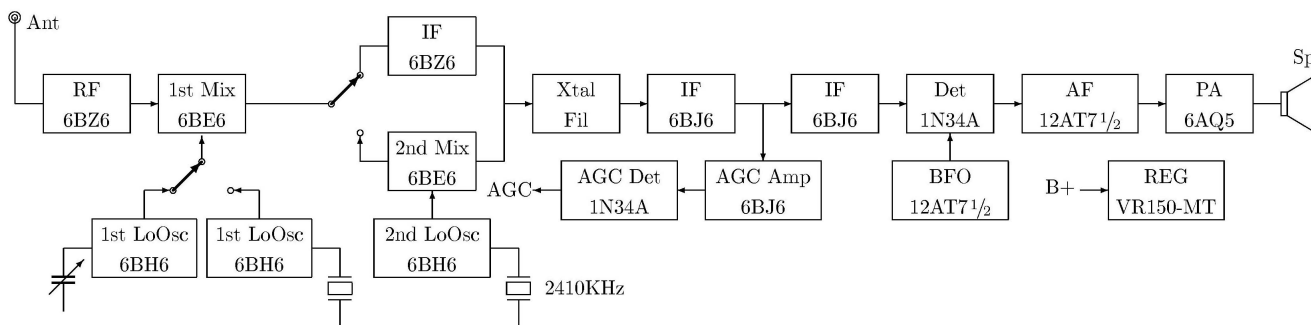 Ant
RF
6BZ6
1st Mix
6BE6
IF
6BZ6
2nd Mix
6BE6
Xtal
Fil
IF
6BJ6
IF
6BJ6
Det
1N34A
AF
12AT7 1/2
PA
6AQ5
Sp
AGC
AGC Det
1N34A
AGC Amp
6BJ6
BFO
12AT7 1/2
B+
REG
VR150-MT
1st LoOsc
6BH6
1st LoOsc
6BH6
2nd LoOsc
6BH6
2410KHz